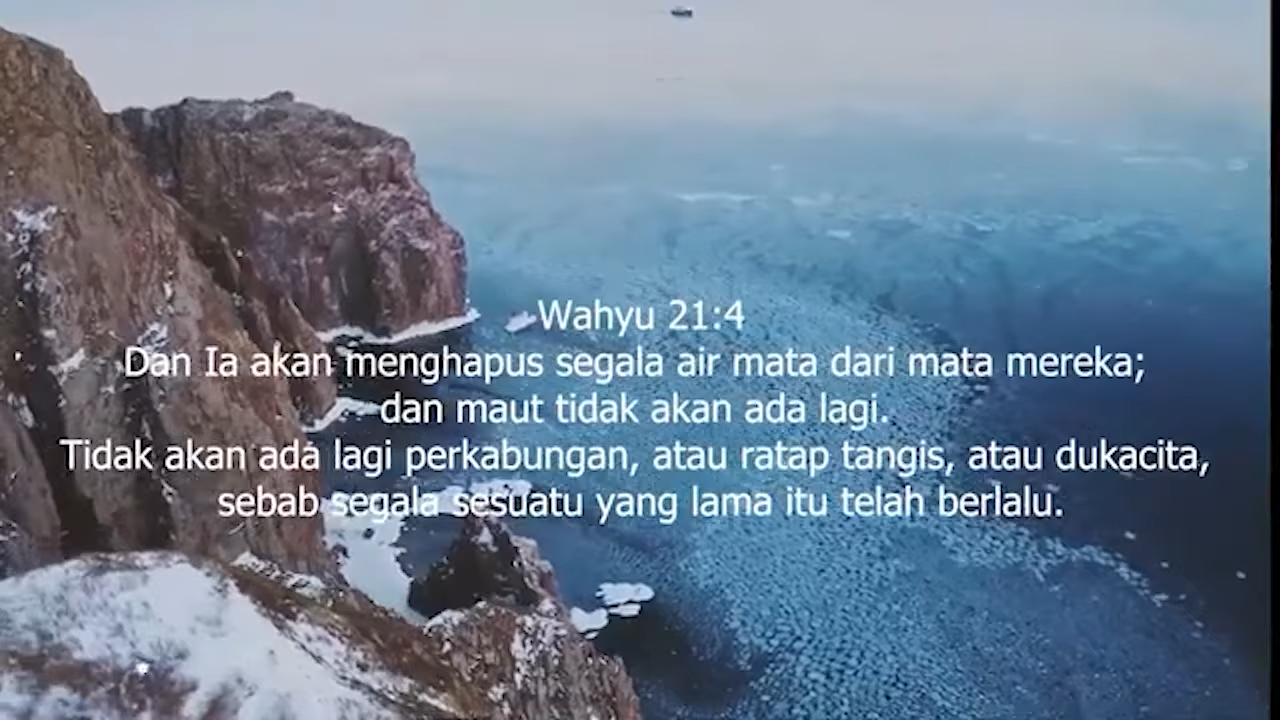 Wahyu 21:4
Dan Ia akan menghapus segala air mata dari mata mereka;
dan maut tidak akan ada lagi.
Tidak akan ada lagi perkabungan, atau ratap tangis, atau dukacita,
sebab segala sesuatu yang lama itu telah berlalu.